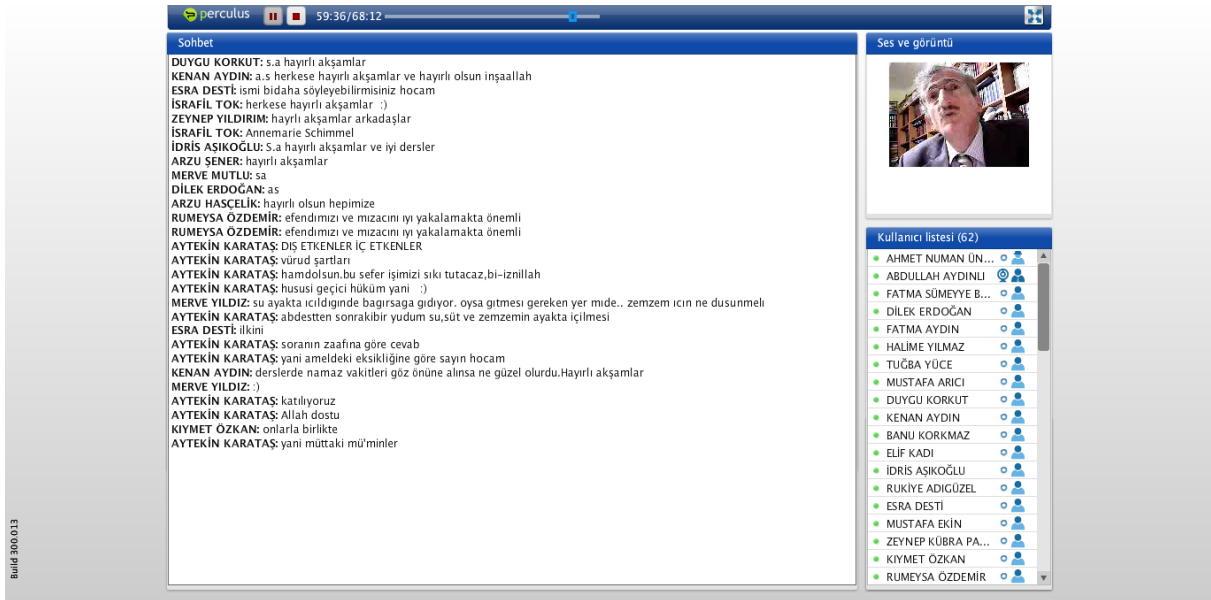 perculus
59:36/68:12
Sohbet
DUYGU KORKUT: s.a hayırlı akşamlar
KENAN AYDIN: a.s herkese hayırlı akşamlar ve hayırlı olsun inşaallah
ESRA DESTİ: ismi bidaha söyleyebilirmisiniz hocam
İSRAFİL TOK: herkese hayırlı akşamlar :)
ZEYNEP YILDIRIM: hayrlı akşamlar arkadaşlar
İSRAFİL TOK: Annemarie Schimmel
İDRİS AŞIKOĞLU: S.a hayırlı akşamlar ve iyi dersler
ARZU ŞENER: hayırlı akşamlar
MERVE MUTLU: sa
DİLEK ERDOĞAN: as
ARZU HASÇELİK: hayırlı olsun hepimize
RUMEYSA ÖZDEMİR: efendımızı ve mızacını ıyı yakalamakta önemli
RUMEYSA ÖZDEMİR: efendımızı ve mızacını ıyı yakalamakta önemli
AYTEKİN KARATAŞ: DIŞ ETKENLER İÇ ETKENLER
AYTEKİN KARATAŞ: vürud şartları
AYTEKİN KARATAŞ: hamdolsun.bu sefer işimizi sıkı tutacaz,bi-iznillah
AYTEKİN KARATAŞ: hususi geçici hüküm yani :)
MERVE YILDIZ: su ayakta ıcıldıgınde bagırsaga gıdıyor. oysa gıtmesı gereken yer mıde.. zemzem ıcın ne dusunmelı
AYTEKİN KARATAŞ: abdestten sonrakibir yudum su,süt ve zemzemin ayakta içilmesi
ESRA DESTİ: ilkini
AYTEKİN KARATAŞ: soranın zaafına göre cevab
AYTEKİN KARATAŞ: yani ameldeki eksikliğine göre sayın hocam
KENAN AYDIN: derslerde namaz vakitleri göz önüne alınsa ne güzel olurdu.Hayırlı akşamlar
MERVE YILDIZ: :)
AYTEKİN KARATAŞ: katılıyoruz
AYTEKİN KARATAŞ: Allah dostu
KIYMET ÖZKAN: onlarla birlikte
AYTEKİN KARATAŞ: yani müttaki mü'minler
Ses ve görüntü
Kullanıcı listesi (62)
AHMET NUMAN ÜN...
ABDULLAH AYDINLI
FATMA SÜMEYYE B...
DİLEK ERDOĞAN
FATMA AYDIN
HALİME YILMAZ
TUĞBA YÜCE
MUSTAFA ARICI
DUYGU KORKUT
KENAN AYDIN
BANU KORKMAZ
ELİF KADI
İDRİS AŞIKOĞLU
RUKİYE ADIGÜZEL
ESRA DESTİ
MUSTAFA EKİN
ZEYNEP KÜBRA PA...
KIYMET ÖZKAN
RUMEYSA ÖZDEMİR
Build 300.013